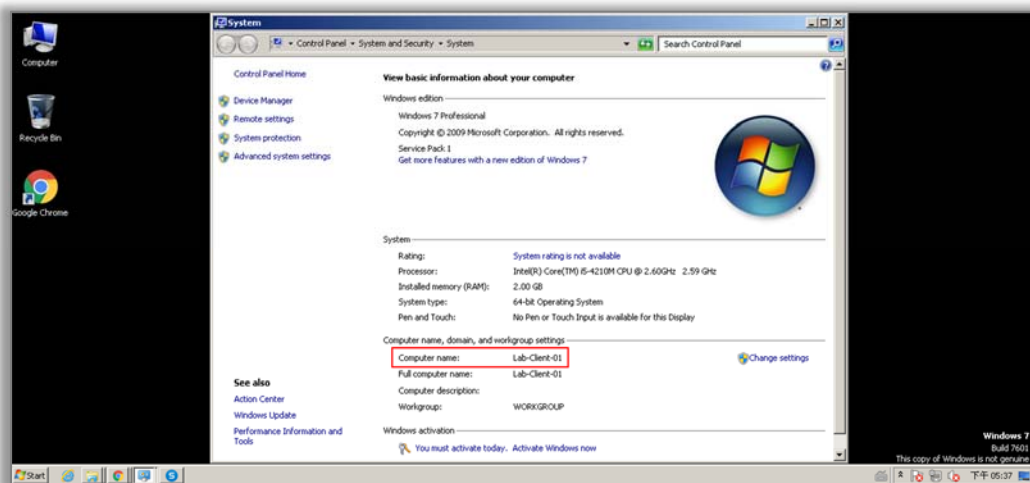 System
Control Panel
System and Security
System
Search Control Panel
Computer
Recycle Bin
Google Chrome
Control Panel Home
Device Manager
Remote settings
System protection
Advanced system settings
See also
Action Center
Windows Update
Performance Information and
Tools
View basic information about your computer
Windows edition
Windows 7 Professional
Copyright © 2009 Microsoft Corporation. All rights reserved.
Service Pack 1
Get more features with a new edition of Windows 7
System
Rating: System rating is not available
Processor: Intel(R) Core(TM) i5-4210M CPU @ 2.60GHz 2.59 GHz
Installed memory (RAM): 2.00 GB
System type: 64-bit Operating System
Pen and Touch: No Pen or Touch Input is available for this Display
Computer name, domain, and workgroup settings
Computer name: Lab-Client-01
Change settings
Full computer name: Lab-Client-01
Computer description:
Workgroup: WORKGROUP
Windows activation
You must activate today. Activate Windows now
Windows 7
Build 7601
This copy of Windows is not genuine
Start
下午 05:37